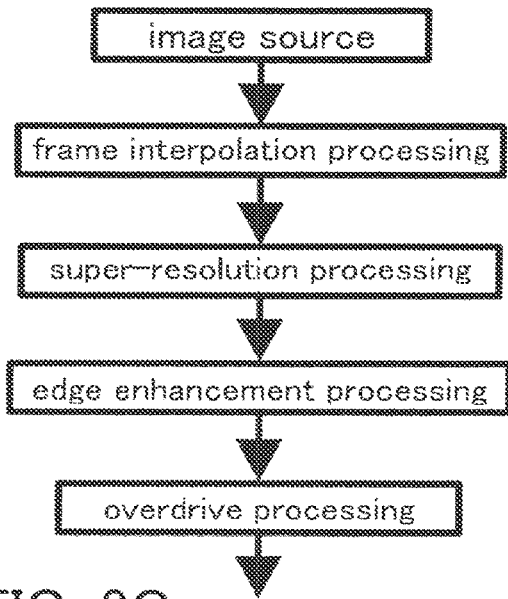 image source
frame interpolation processing
super-resolution processing
edge enhancement processing
overdrive processing